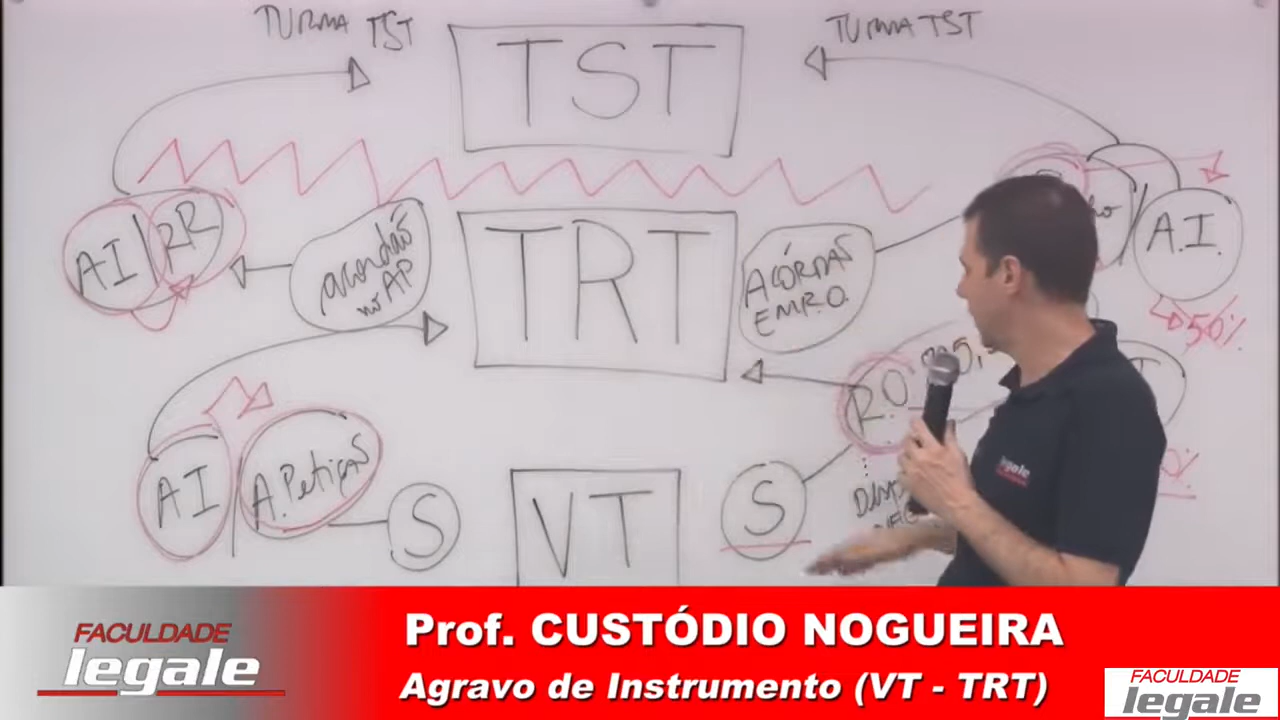 TURMA TST
TST
TURMA TST
AI/RR
acórdão
no AP
TRT
ACÓRDÃO
EM R.O.
A.I.
50%
R.O
AI/A.Petição
S
VT
S
legale
FACULDADE
legale
Prof. CUSTÓDIO NOGUEIRA
Agravo de Instrumento (VT - TRT)
FACULDADE
legale